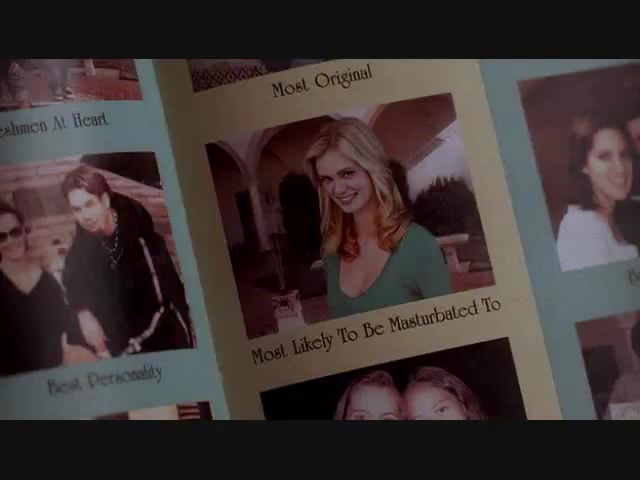 Most Original
eshmen At Heart
Most Likely To Be Masturbated To
Best Personality